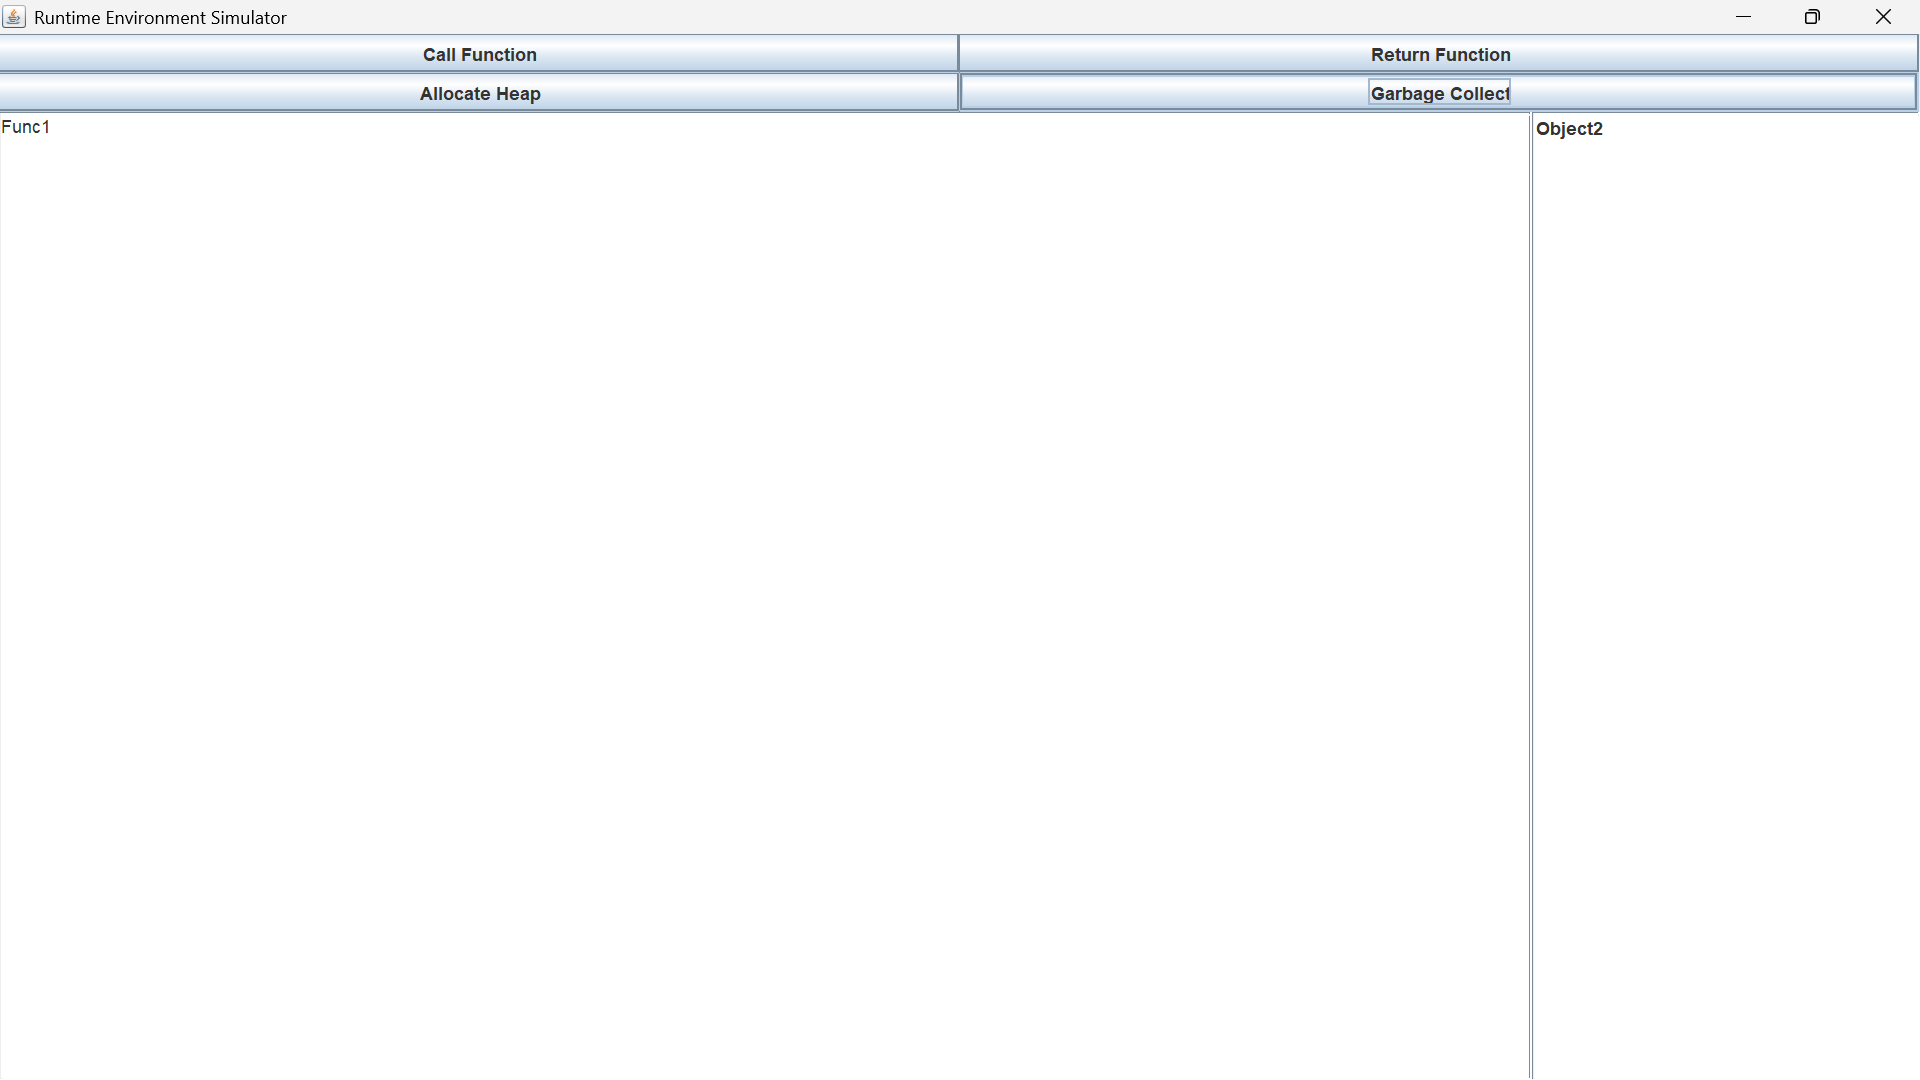 Runtime Environment Simulator
Call Function
Return Function
Allocate Heap
Garbage Collect
Func1
Object2